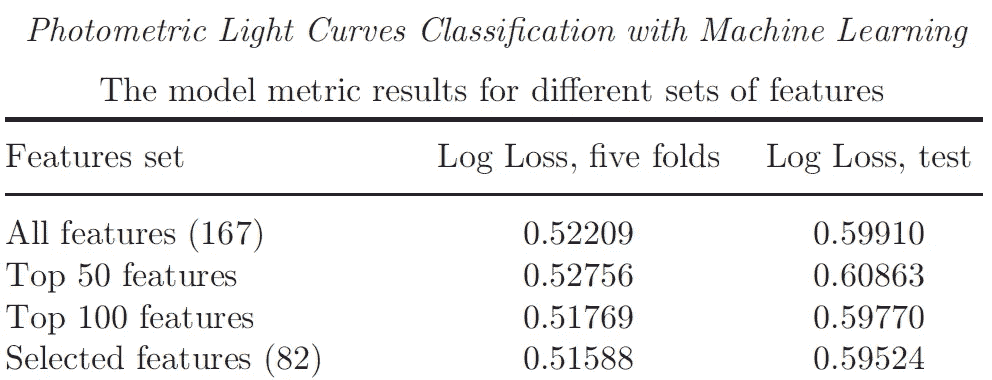 Photometric Light Curves Classification with Machine Learning
The model metric results for different sets of features
Features set Log Loss, five folds Log Loss, test
All features (167) 0.52209 0.59910
Top 50 features 0.52756 0.60863
Top 100 features 0.51769 0.59770
Selected features (82) 0.51588 0.59524